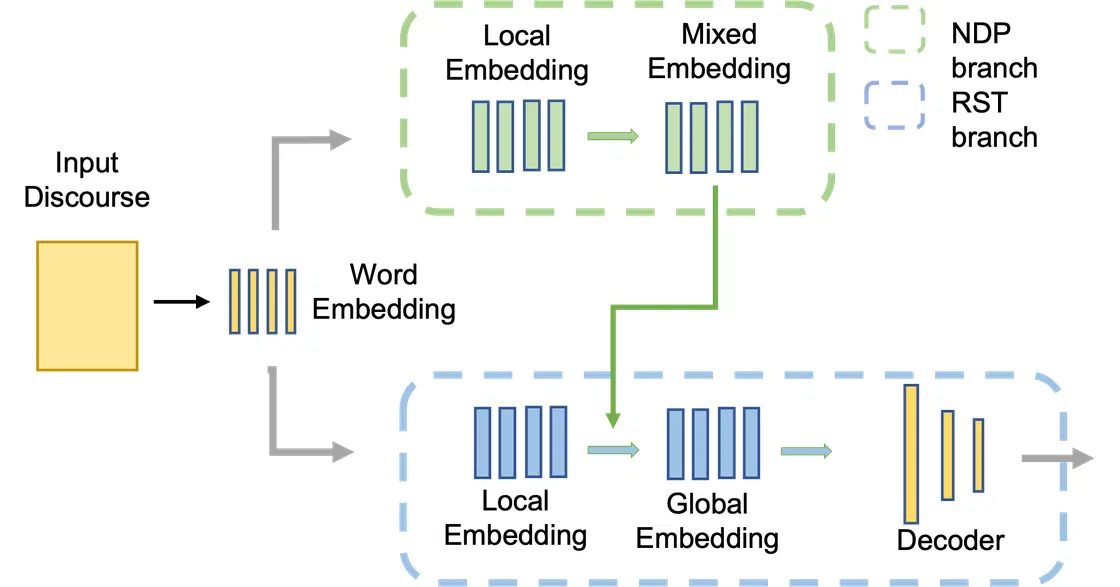 Input
Discourse
Word
Embedding
Local
Embedding
Mixed
Embedding
NDP
branch
RST
branch
Local
Embedding
Global
Embedding
Decoder